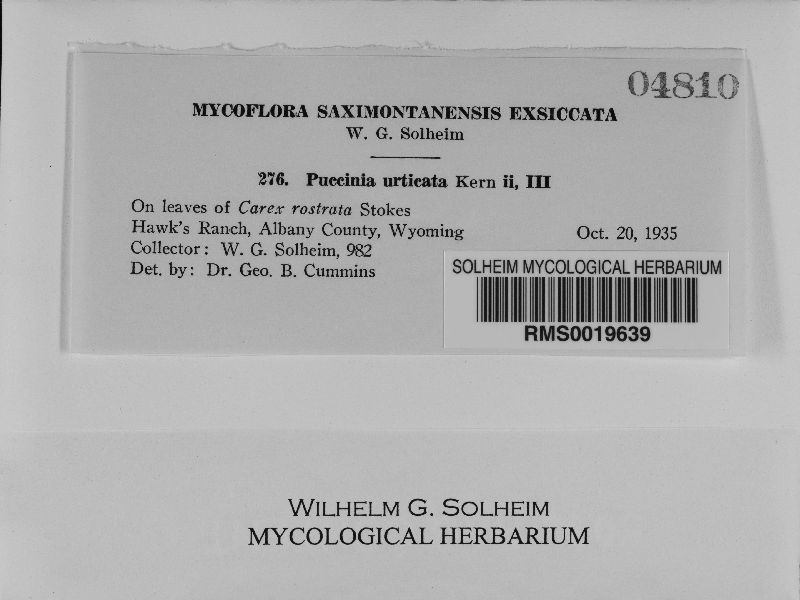 04810
MYCOFLORA SAXIMONTANENSIS EXSICCATA
W. G. Solheim
276. Puccinia urticata Kern ii, III
On leaves of Carex rostrata Stokes
Hawk's Ranch, Albany County, Wyoming Oct. 20, 1935
Collector: W. G. Solheim, 982
Det. by: Dr. Geo. B. Cummins
SOLHEIM MYCOLOGICAL HERBARIUM
RMS0019639
WILHELM G. SOLHEIM
MYCOLOGICAL HERBARIUM